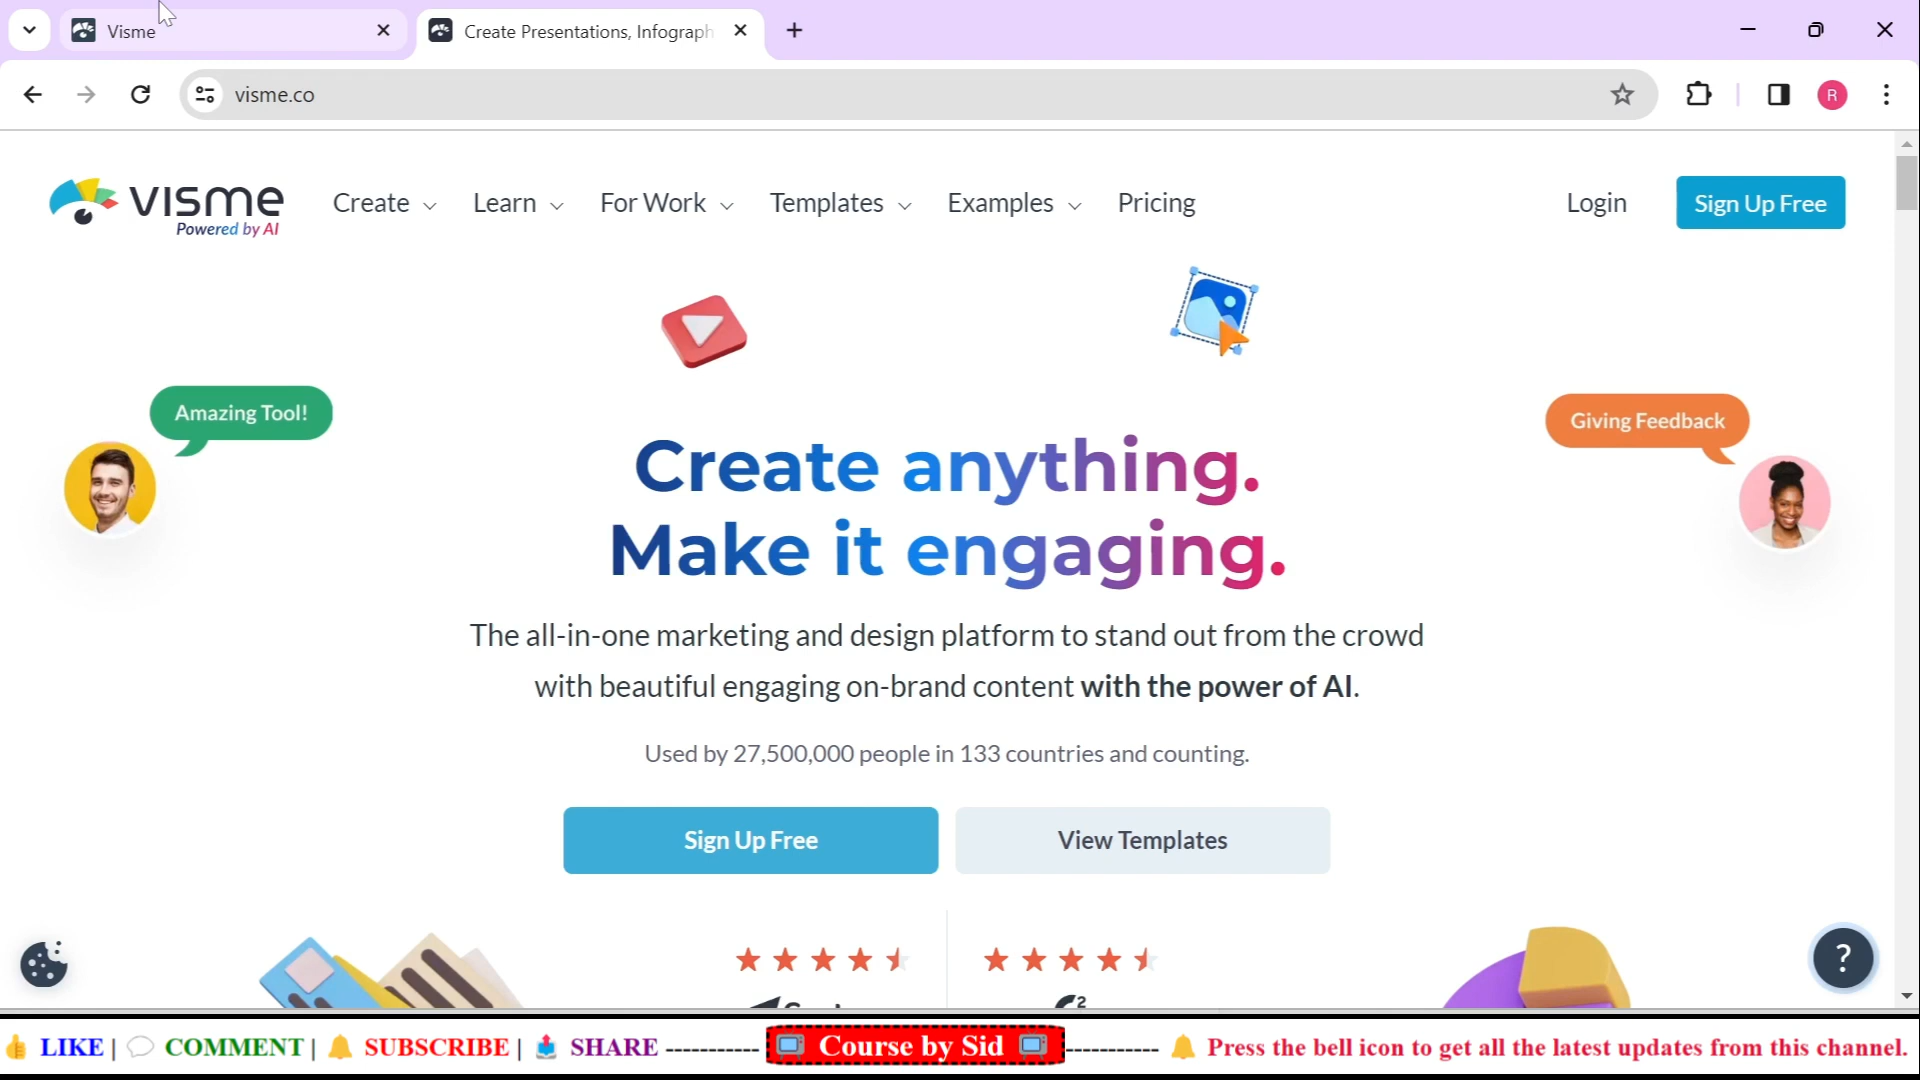 Visme
Create Presentations, Infograph
visme.co
R
VISME
Powered by AI
Create
Learn
For Work
Templates
Examples
Pricing
Login
Sign Up Free
Amazing Tool!
Giving Feedback
Create anything.
Make it engaging.
The all-in-one marketing and design platform to stand out from the crowd
with beautiful engaging on-brand content with the power of AI.
Used by 27,500,000 people in 133 countries and counting.
Sign Up Free
View Templates
?
LIKE | COMMENT | SUBSCRIBE | SHARE ----------- Course by Sid ----------- Press the bell icon to get all the latest updates from this channel.